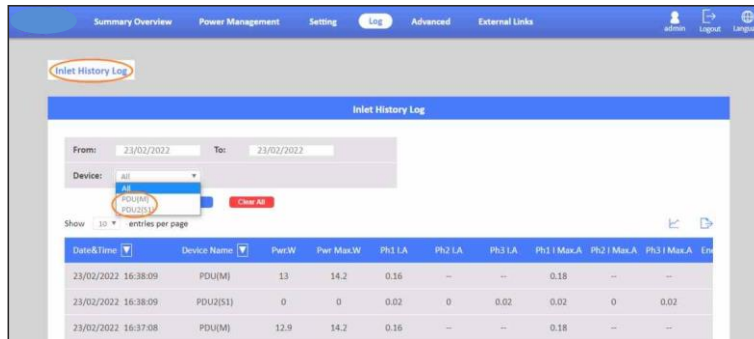 Summary Overview Power Management Setting Log Advanced External Links admin Logout
Inlet History Log
Inlet History Log
From: 23/02/2022 To: 23/02/2022
Device: All
All
PDU(M)
Clear All
PDU2(S1)
Show 10 entries per page
Date&Time Device Name Pwr.W Pwr Max.W Ph1 I.A Ph2 I.A Ph3 I.A Ph1 I Max.A Ph2 I Max.A Ph3 I Max.A
23/02/2022 16:38:09 PDU(M) 13 14.2 0.16 -- -- 0.18 -- --
23/02/2022 16:38:09 PDU2(S1) 0 0 0.02 0 0.02 0.02 0 0.02
23/02/2022 16:37:08 PDU(M) 12.9 14.2 0.16 -- -- 0.18 -- --